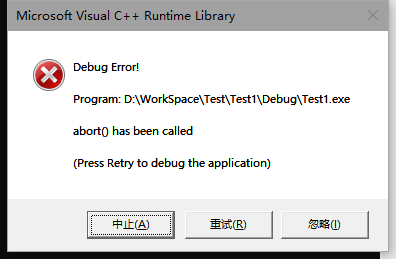 Microsoft Visual C++ Runtime Library
Debug Error!
Program: D:\WorkSpace\Test\Test1\Debug\Test1.exe
abort() has been called
(Press Retry to debug the application)
中止(A) 重试(R) 忽略(I)